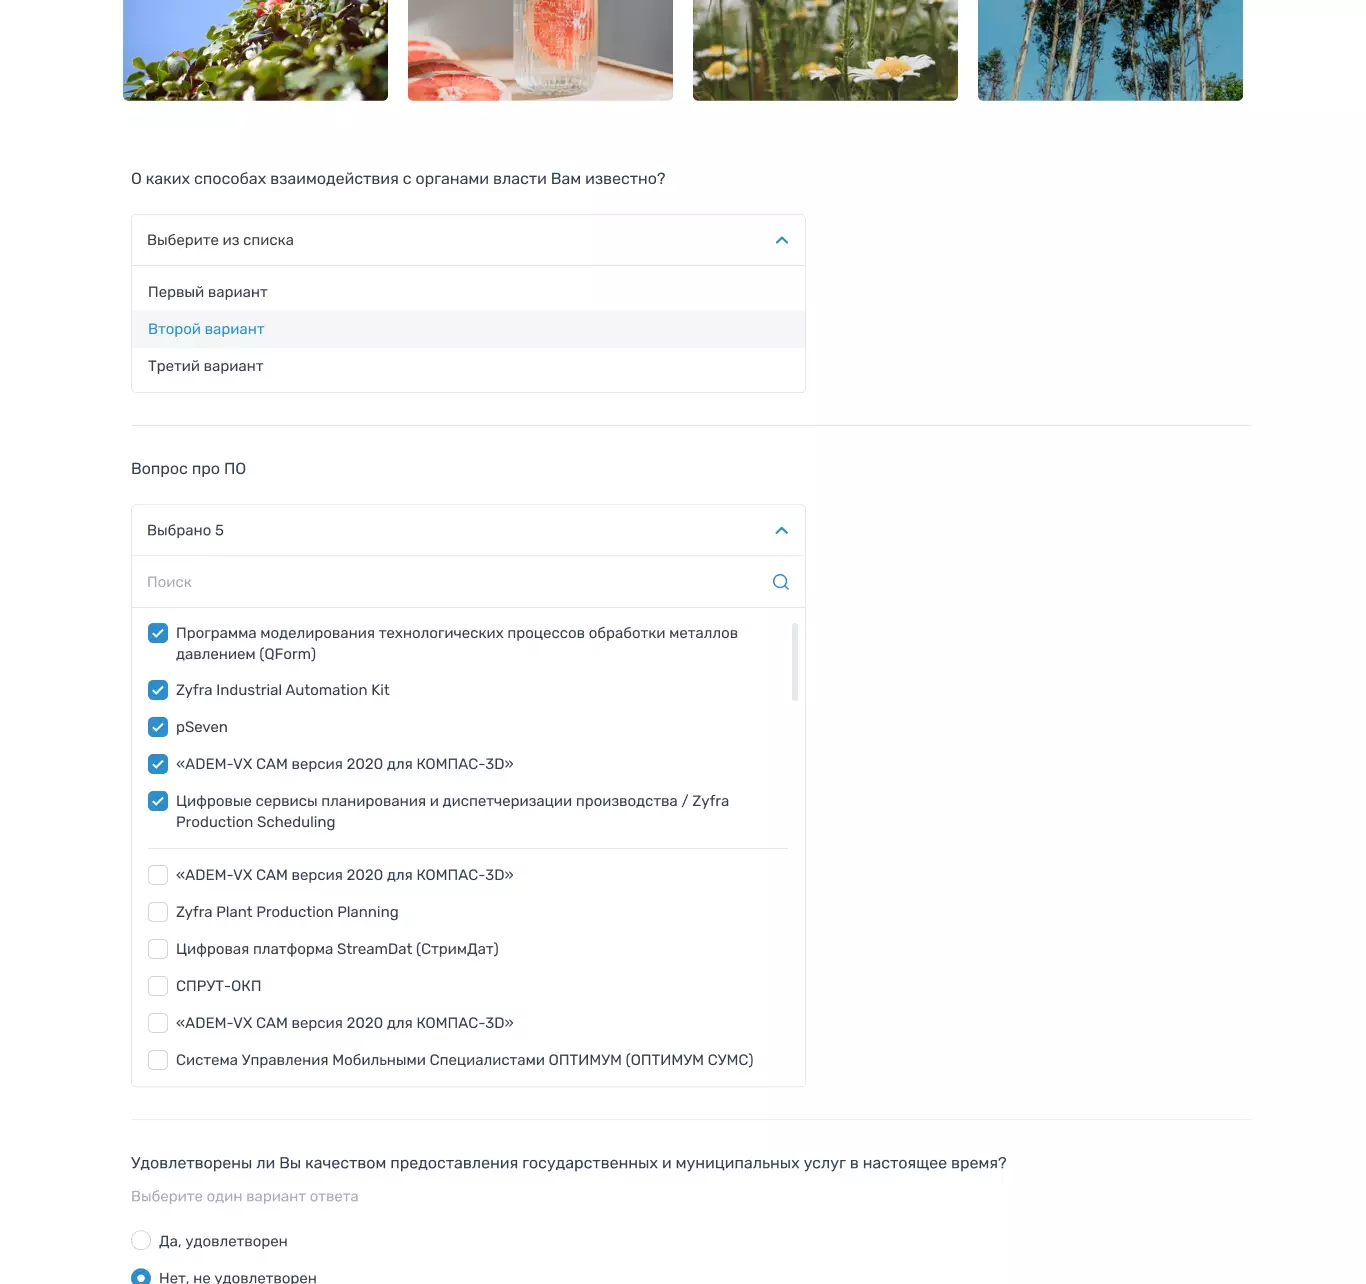 О каких способах взаимодействия с органами власти Вам известно?
Выберите из списка
Первый вариант
Второй вариант
Третий вариант
Вопрос про ПО
Выбрано 5
Поиск
Программа моделирования технологических процессов обработки металлов
давлением (QForm)
Zyfra Industrial Automation Kit
pSeven
«ADEM-VX CAM версия 2020 для КОМПАС-3D»
Цифровые сервисы планирования и диспетчеризации производства / Zyfra
Production Scheduling
«ADEM-VX CAM версия 2020 для КОМПАС-3D»
Zyfra Plant Production Planning
Цифровая платформа StreamDat (СтримДат)
СПРУТ-ОКП
«ADEM-VX CAM версия 2020 для КОМПАС-3D»
Система Управления Мобильными Специалистами ОПТИМУМ (ОПТИМУМ СУМС)
Удовлетворены ли Вы качеством предоставления государственных и муниципальных услуг в настоящее время?
Выберите один вариант ответа
Да, удовлетворен
Нет, не удовлетворен